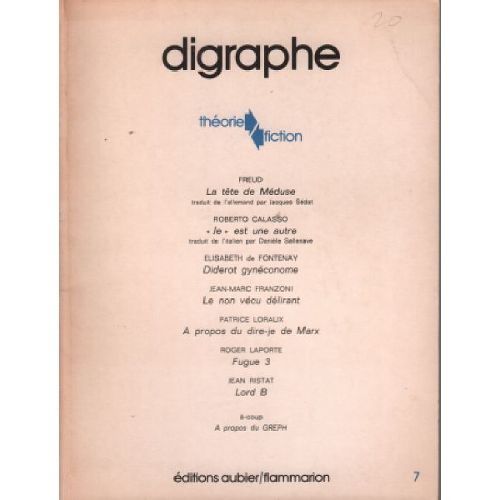 20
digraphe
théorie
fiction
FREUD
La tête de Méduse
traduit de l'allemand par Jacques Sédat
ROBERTO CALASSO
« le » est une autre
traduit de l'italien par Danièle Sallenave
ELISABETH de FONTENAY
Diderot gynéconome
JEAN-MARC FRANZONI
Le non vécu délirant
PATRICE LORAUX
A propos du dire-je de Marx
ROGER LAPORTE
Fugue 3
JEAN RISTAT
Lord B
à-coup
A propos du GREPH
éditions aubier/flammarion 7